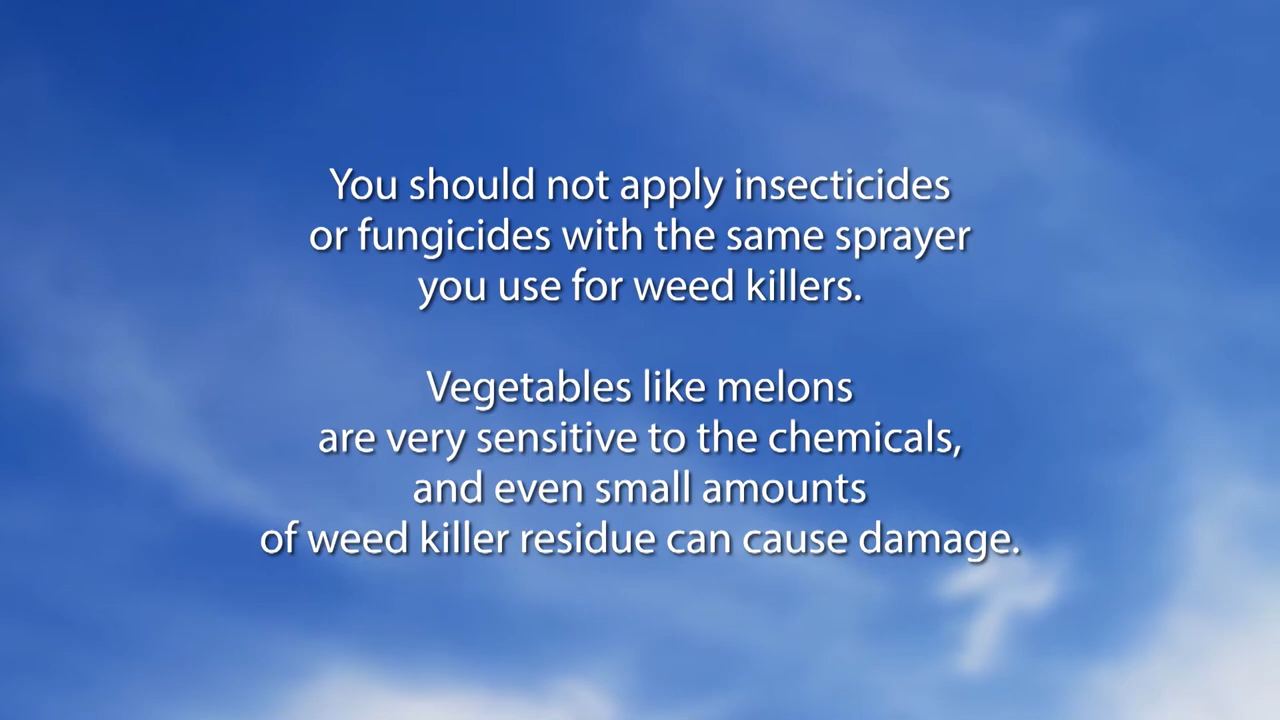 You should not apply insecticides
or fungicides with the same sprayer
you use for weed killers.
Vegetables like melons
are very sensitive to the chemicals,
and even small amounts
of weed killer residue can cause damage.